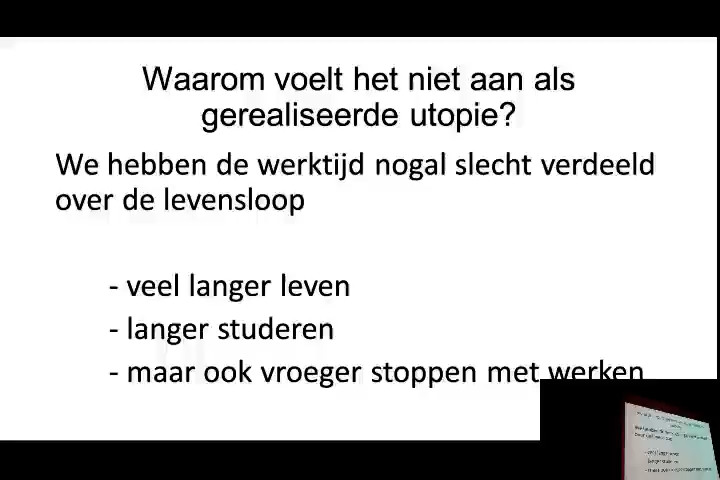 Waarom voelt het niet aan als
gerealiseerde utopie?
We hebben de werktijd nogal slecht verdeeld
over de levensloop
- veel langer leven
- langer studeren
- maar ook vroeger stoppen met werken